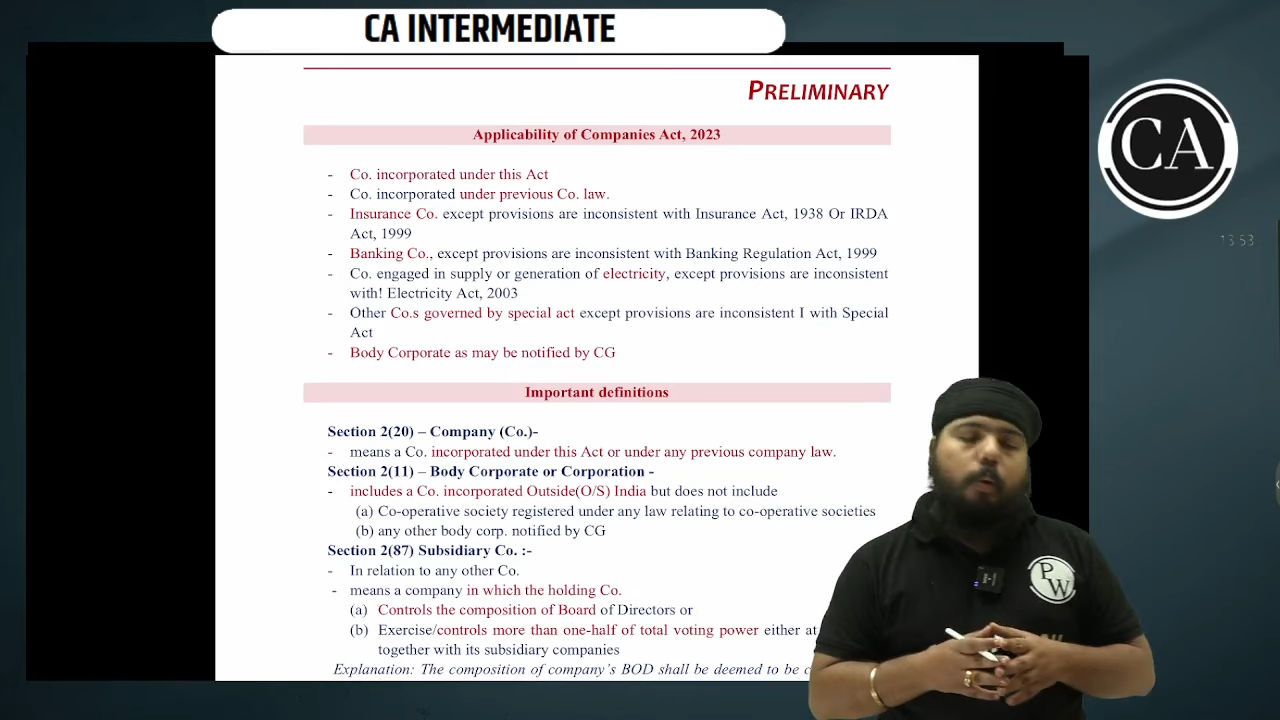 CA INTERMEDIATE
PRELIMINARY
CA
Applicability of Companies Act, 2023
- Co. incorporated under this Act
- Co. incorporated under previous Co. law.
- Insurance Co. except provisions are inconsistent with Insurance Act, 1938 Or IRDA
Act, 1999
13 53
- Banking Co., except provisions are inconsistent with Banking Regulation Act, 1999
- Co. engaged in supply or generation of electricity, except provisions are inconsistent
with! Electricity Act, 2003
- Other Co.s governed by special act except provisions are inconsistent I with Special
Act
- Body Corporate as may be notified by CG
Important definitions
Section 2(20) – Company (Co.)-
- means a Co. incorporated under this Act or under any previous company law.
Section 2(11) – Body Corporate or Corporation -
- includes a Co. incorporated Outside(O/S) India but does not include
(a) Co-operative society registered under any law relating to co-operative societies
(b) any other body corp. notified by CG
Section 2(87) Subsidiary Co. :-
- In relation to any other Co.
- means a company in which the holding Co.
(a) Controls the composition of Board of Directors or
(b) Exercise/controls more than one-half of total voting power either at
together with its subsidiary companies
Explanation: The composition of company's BOD shall be deemed to be
PW